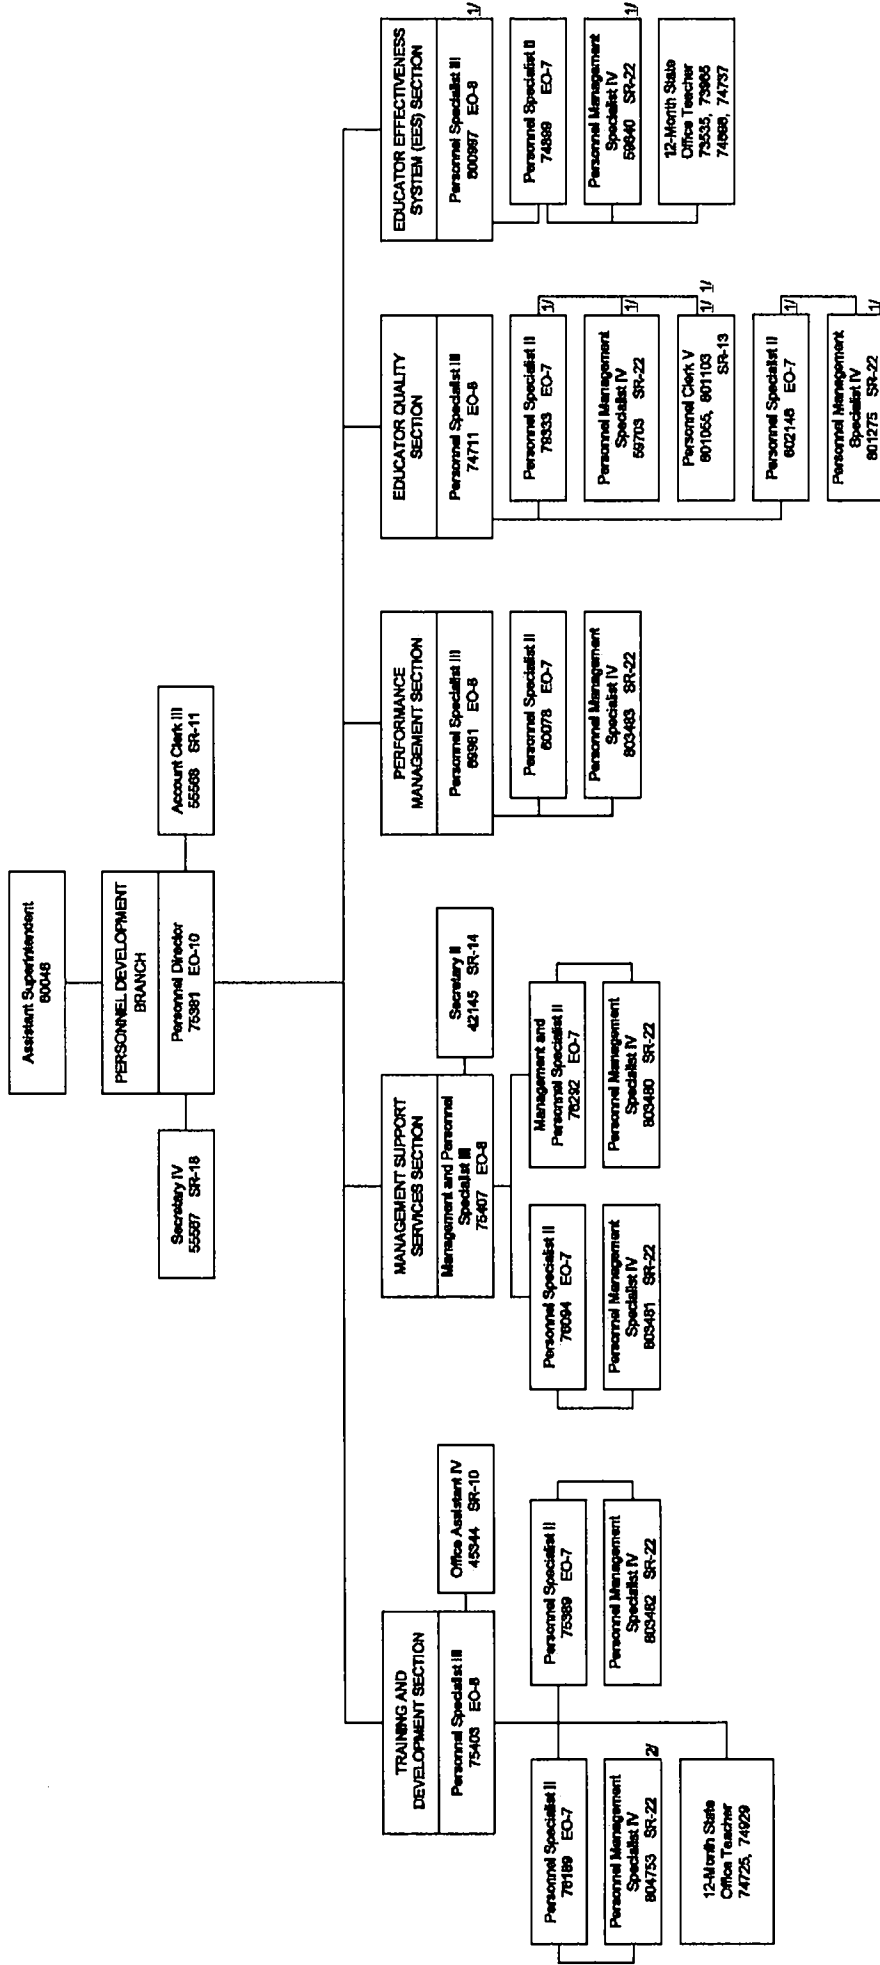 Assistant Superintendent
60046
PERSONNEL DEVELOPMENT
BRANCH
Personnel Director
75381 EO-10
Secretary IV
55567 SR-18
Account Clerk III
55568 SR-11
TRAINING AND
DEVELOPMENT SECTION
Personnel Specialist III
75403 EO-8
Office Assistant IV
45344 SR-10
Personnel Specialist II
76189 EO-7
Personnel Management
Specialist IV
804753 SR-22
2/
12-Month State
Office Teacher
74725, 74929
Personnel Specialist II
75389 EO-7
Personnel Management
Specialist IV
803482 SR-22
MANAGEMENT SUPPORT
SERVICES SECTION
Management and Personnel
Specialist III
75407 EO-8
Secretary II
42145 SR-14
Personnel Specialist II
76094 EO-7
Personnel Management
Specialist IV
803481 SR-22
Management and
Personnel Specialist II
76292 EO-7
Personnel Management
Specialist IV
803480 SR-22
PERFORMANCE
MANAGEMENT SECTION
Personnel Specialist III
69981 EO-8
Personnel Specialist II
60078 EO-7
Personnel Management
Specialist IV
803483 SR-22
EDUCATOR QUALITY
SECTION
Personnel Specialist III
74711 EO-8
Personnel Specialist II
79333 EO-7
1/
Personnel Management
Specialist IV
59703 SR-22
1/
Personnel Clerk V
801055, 801103
SR-13
1/ 1/
Personnel Specialist II
602148 EO-7
1/
Personnel Management
Specialist IV
801275 SR-22
1/
EDUCATOR EFFECTIVENESS
SYSTEM (EES) SECTION
Personnel Specialist III
800997 EO-8
1/
Personnel Specialist II
74899 EO-7
Personnel Management
Specialist IV
59840 SR-22
1/
12-Month State
Office Teacher
73535, 73965
74898, 74737